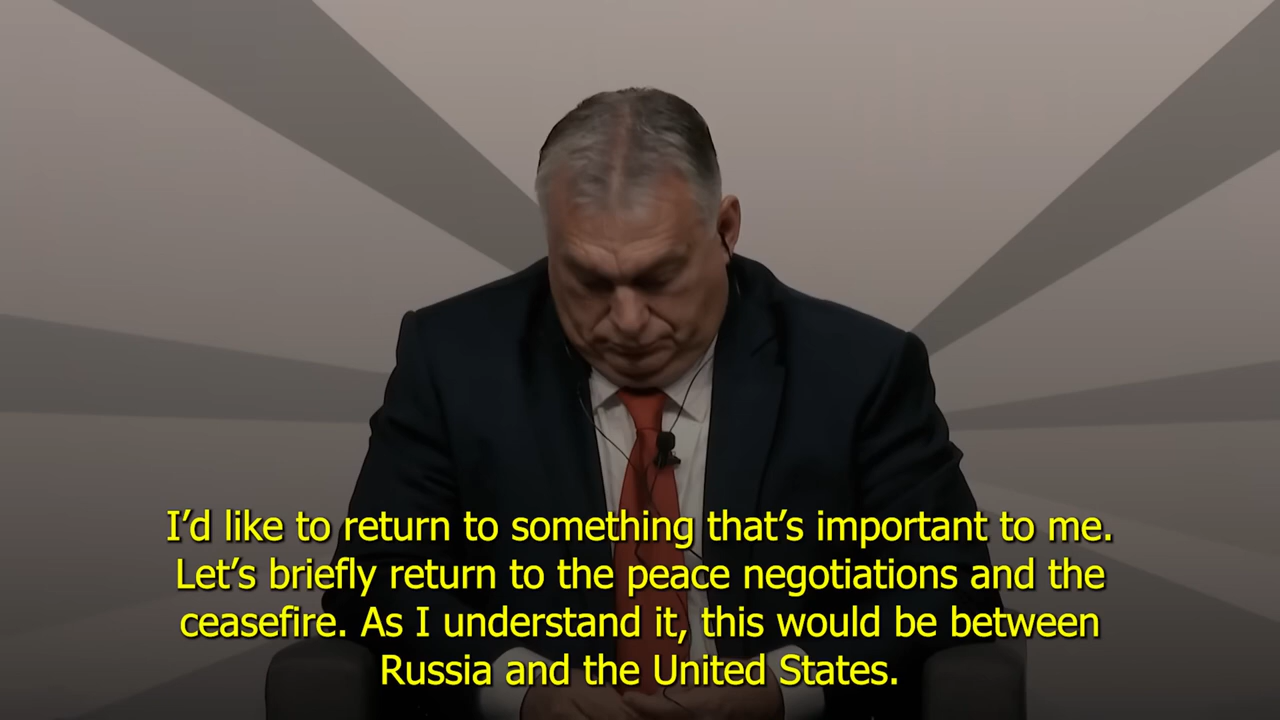 I’d like to return to something that’s important to me.
Let’s briefly return to the peace negotiations and the
ceasefire. As I understand it, this would be between
Russia and the United States.